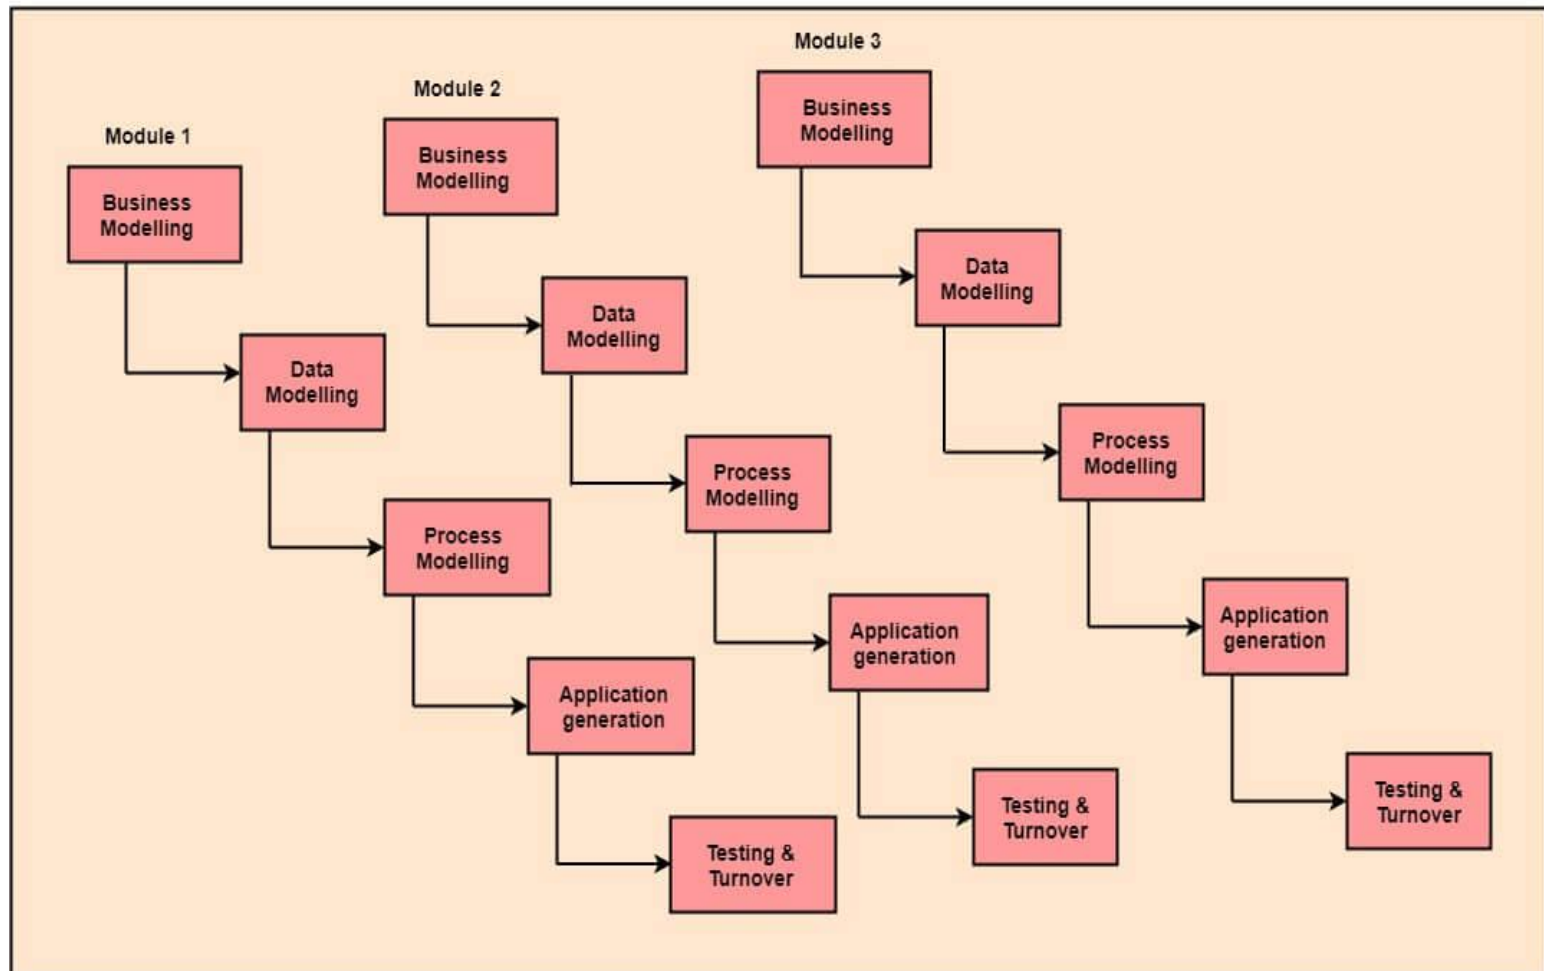 Module 1
Business
Modelling
Data
Modelling
Process
Modelling
Application
generation
Testing &
Turnover
Module 2
Business
Modelling
Data
Modelling
Process
Modelling
Application
generation
Testing &
Turnover
Module 3
Business
Modelling
Data
Modelling
Process
Modelling
Application
generation
Testing &
Turnover